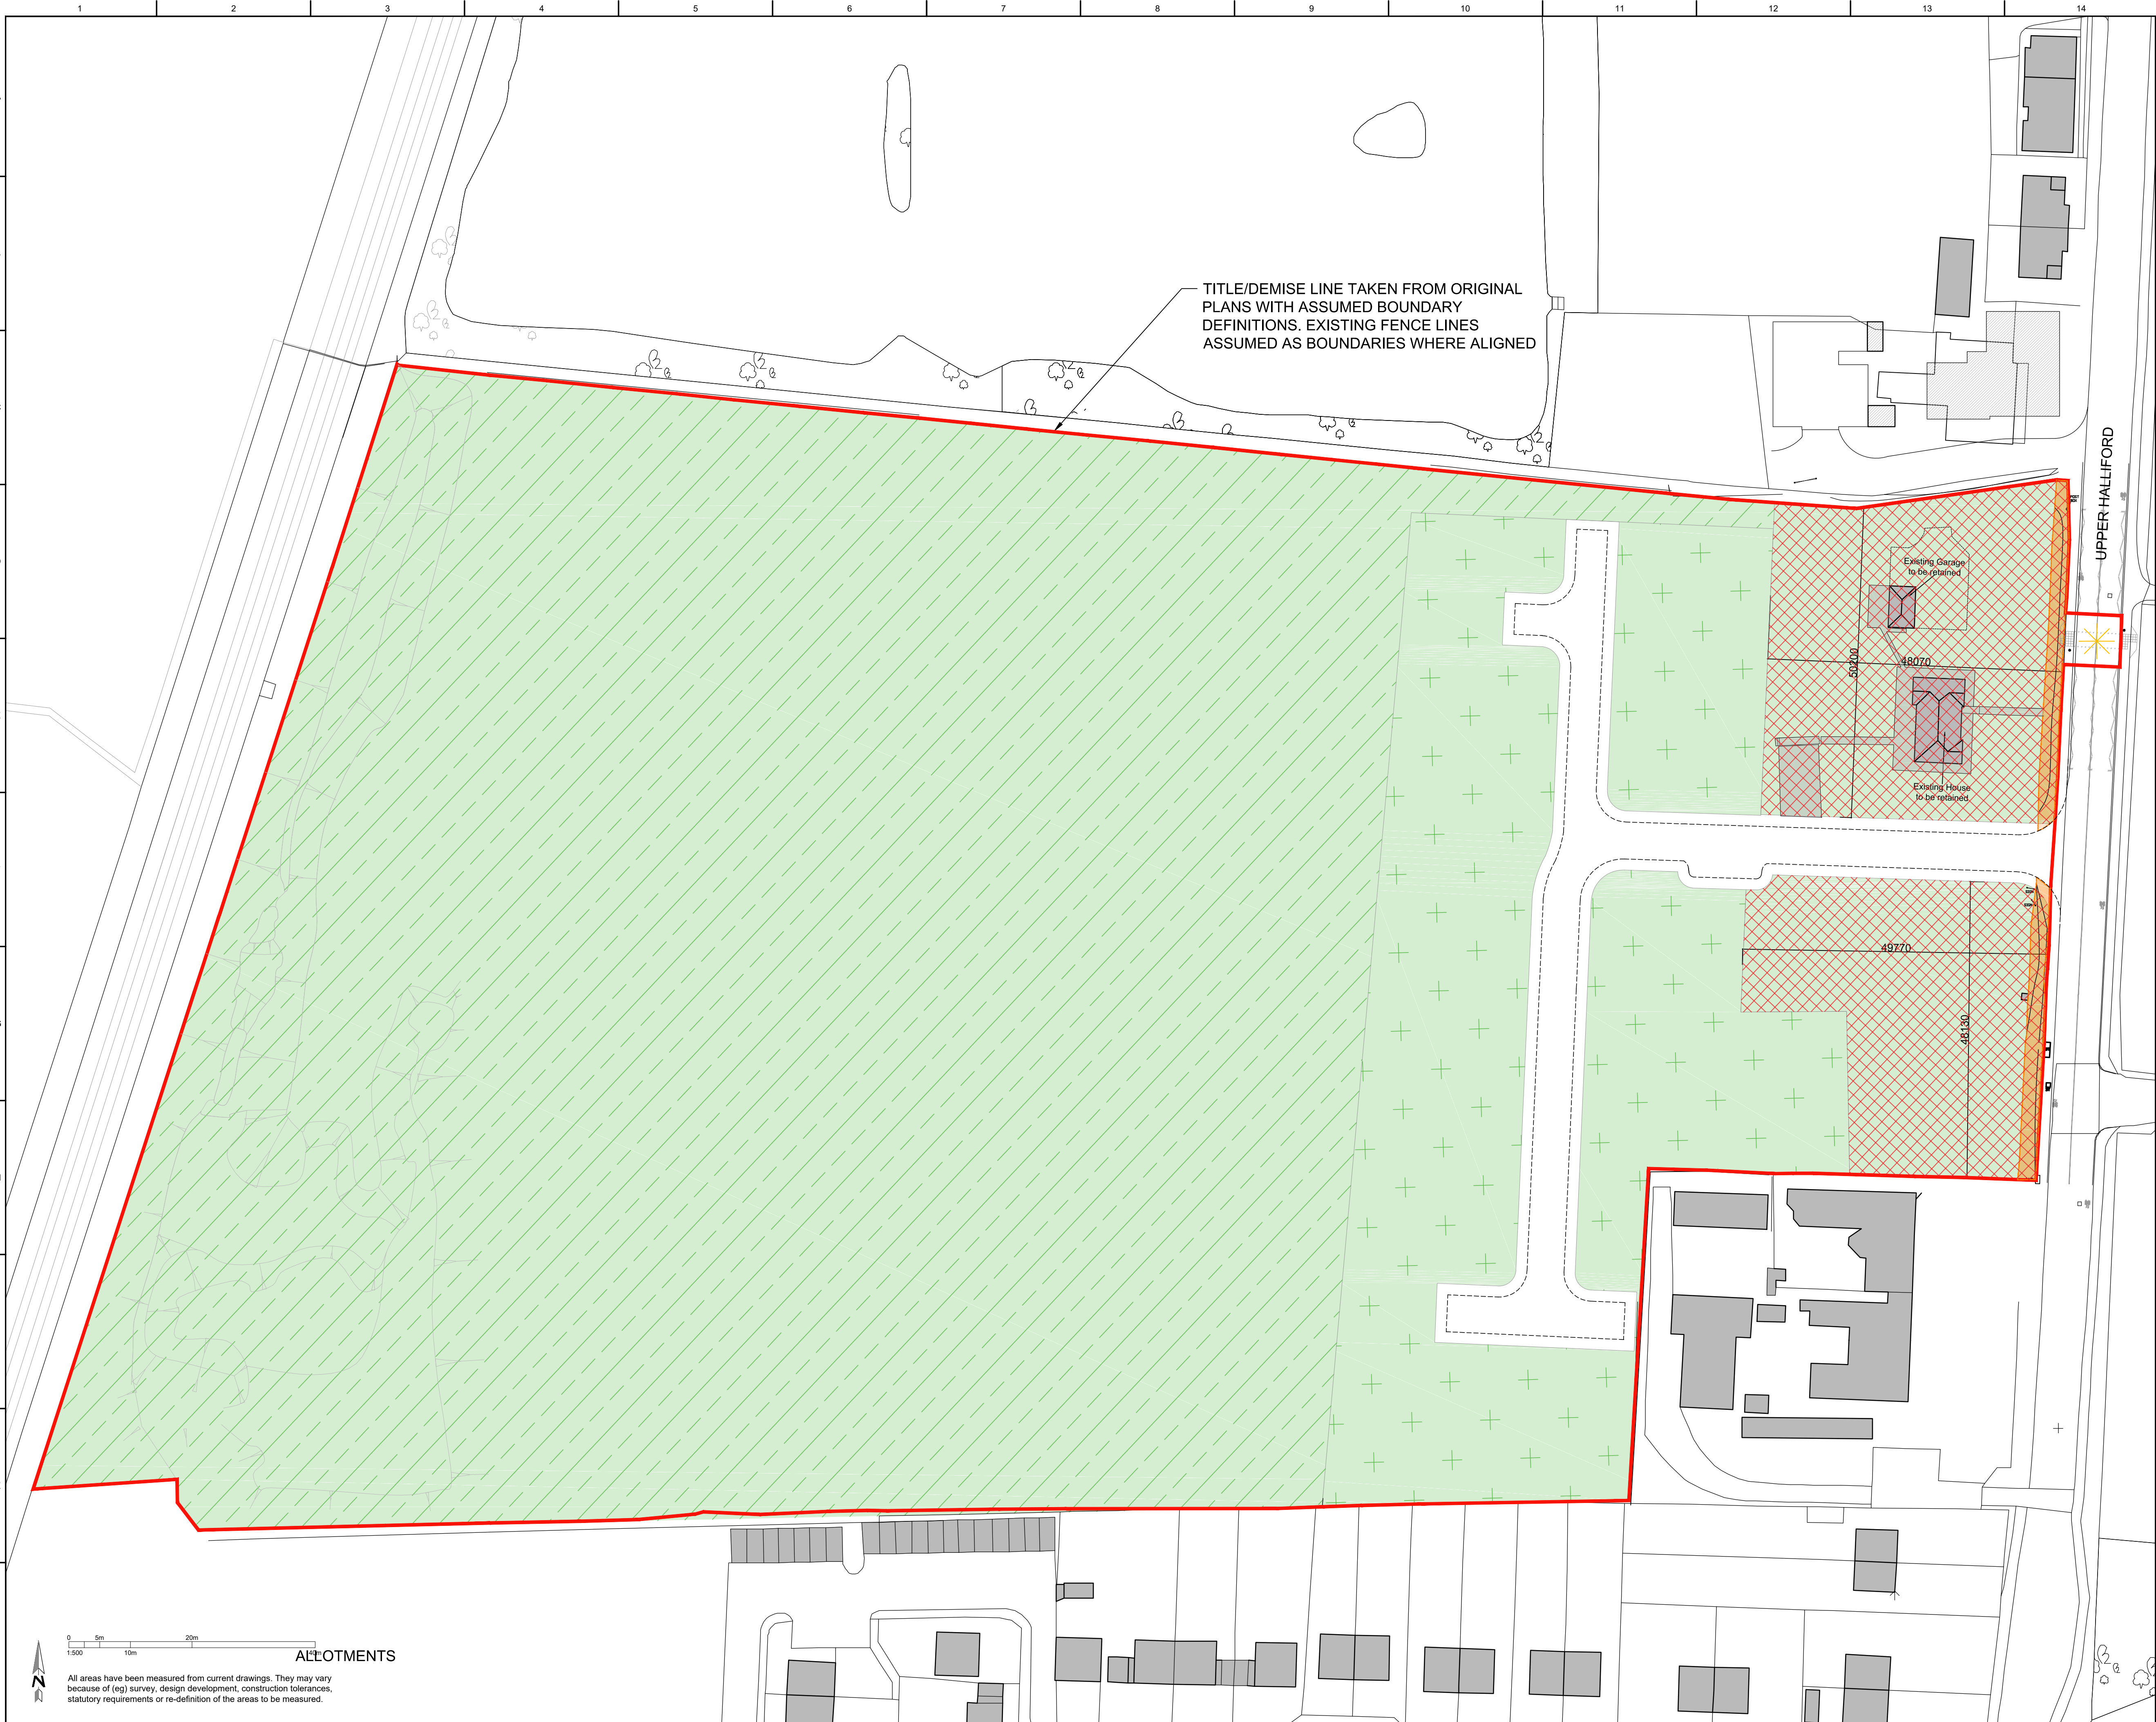 1 2 3 4 5 6 7 8 9 10 11 12 13 14
TITLE/DEMISE LINE TAKEN FROM ORIGINAL
PLANS WITH ASSUMED BOUNDARY
DEFINITIONS. EXISTING FENCE LINES
ASSUMED AS BOUNDARIES WHERE ALIGNED
UPPER HALLIFORD
Existing Garage
to be retained
50200
48070
Existing House
to be retained
49770
48130
0 5m 20m
1:500 10m 40m
ALLOTMENTS
N
All areas have been measured from current drawings. They may vary
because of (eg) survey, design development, construction tolerances,
statutory requirements or re-definition of the areas to be measured.